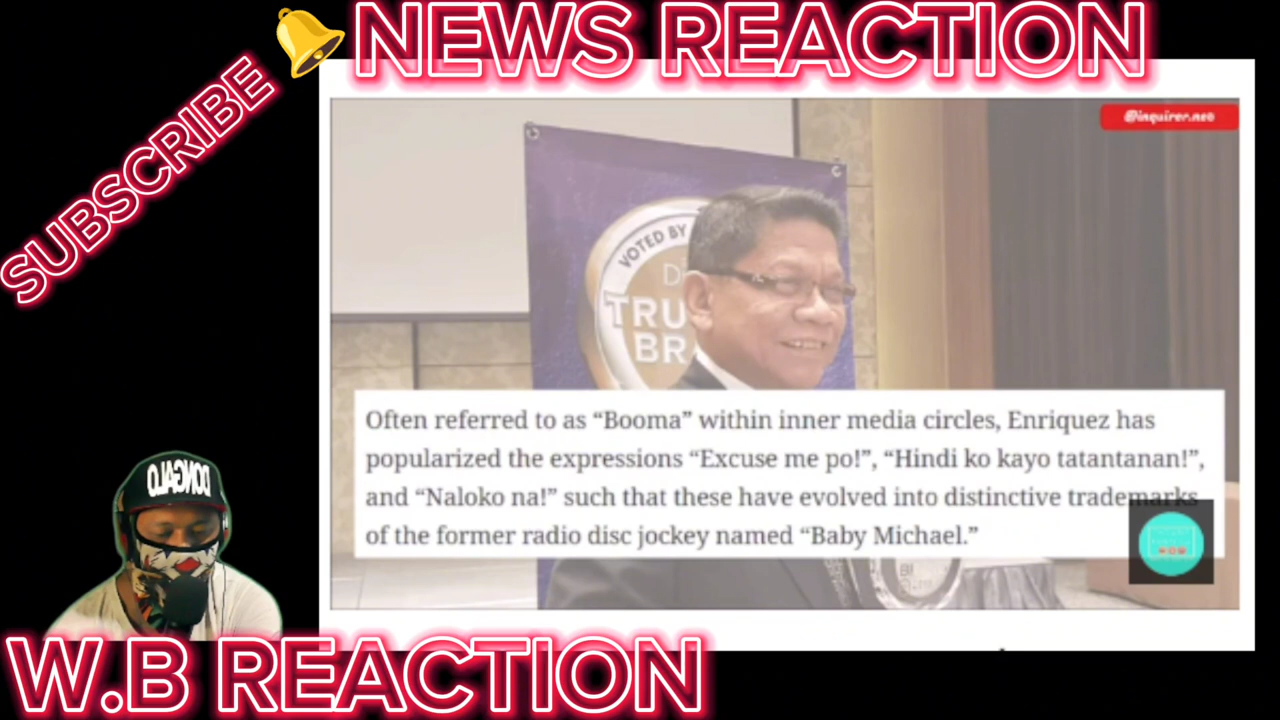 NEWS REACTION
SUBSCRIBE
@inquirer.net
VOTED BY
TRU
BR
Often referred to as “Booma” within inner media circles, Enriquez has
popularized the expressions “Excuse me po!”, “Hindi ko kayo tatantanan!”,
and “Naloko na!” such that these have evolved into distinctive trademarks
of the former radio disc jockey named “Baby Michael.”
DONGALO
W.B REACTION